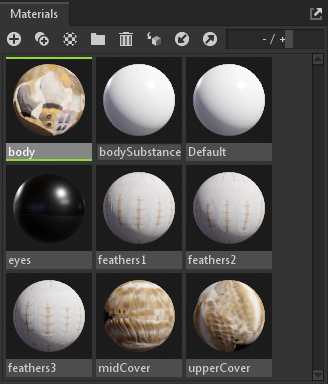 Materials
- / +
body
bodySubstance
Default
eyes
feathers1
feathers2
feathers3
midCover
upperCover